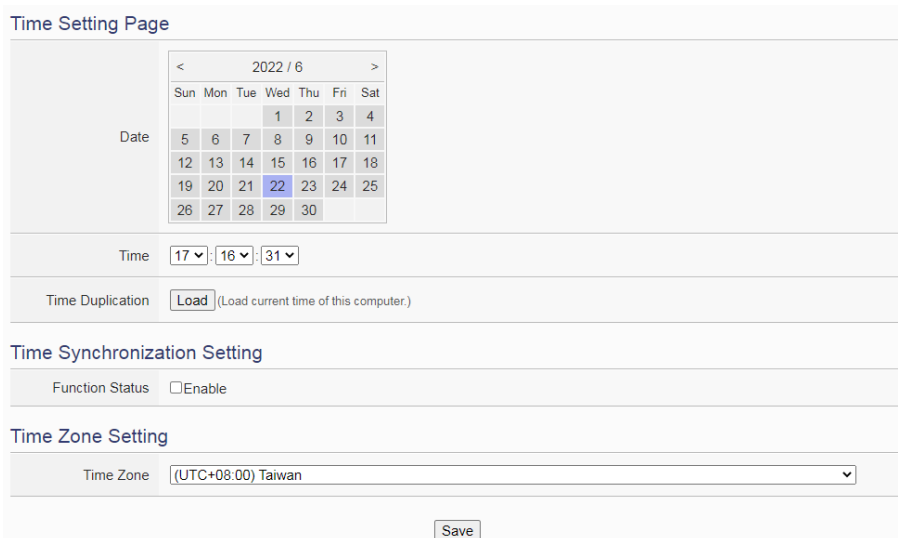 Time Setting Page
< 2022 / 6 >
Sun Mon Tue Wed Thu Fri Sat
1 2 3 4
Date 5 6 7 8 9 10 11
12 13 14 15 16 17 18
19 20 21 22 23 24 25
26 27 28 29 30
Time 17 : 16 : 31
Time Duplication Load (Load current time of this computer.)
Time Synchronization Setting
Function Status Enable
Time Zone Setting
Time Zone (UTC+08:00) Taiwan
Save